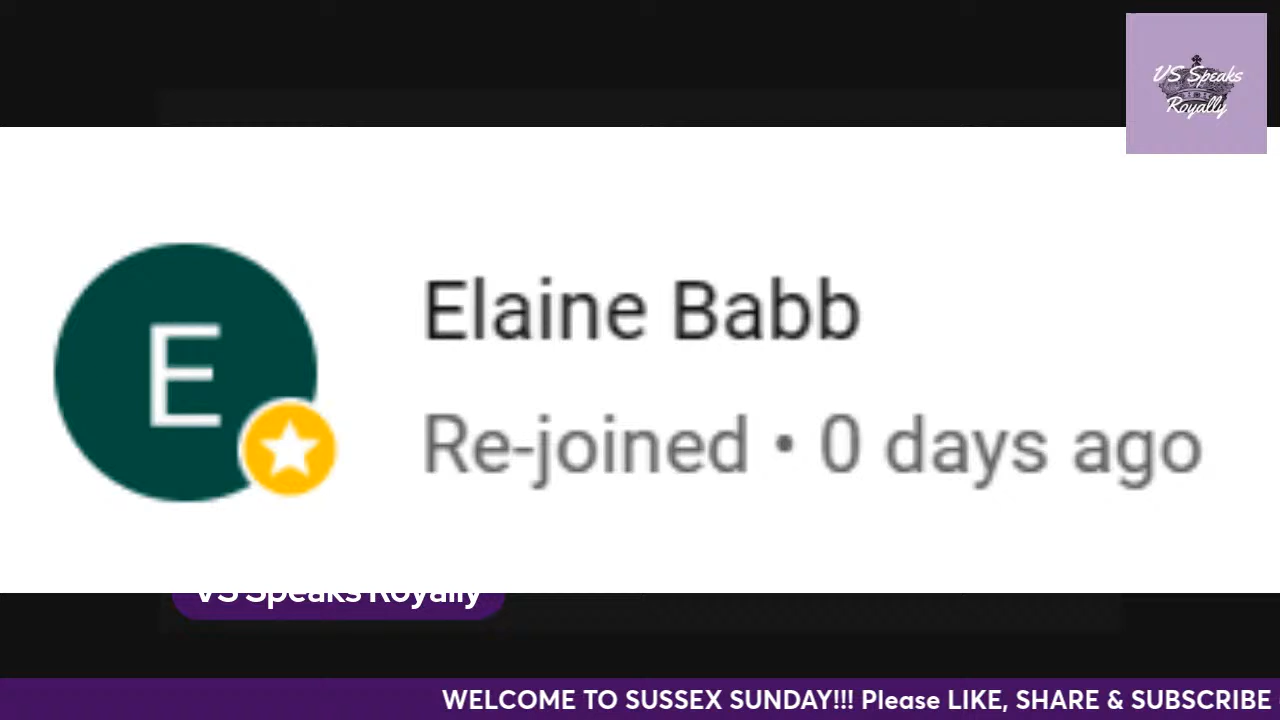 VS Speaks
Royally
E
Elaine Babb
Re-joined • 0 days ago
VS Speaks Royally
WELCOME TO SUSSEX SUNDAY!!! Please LIKE, SHARE & SUBSCRIBE